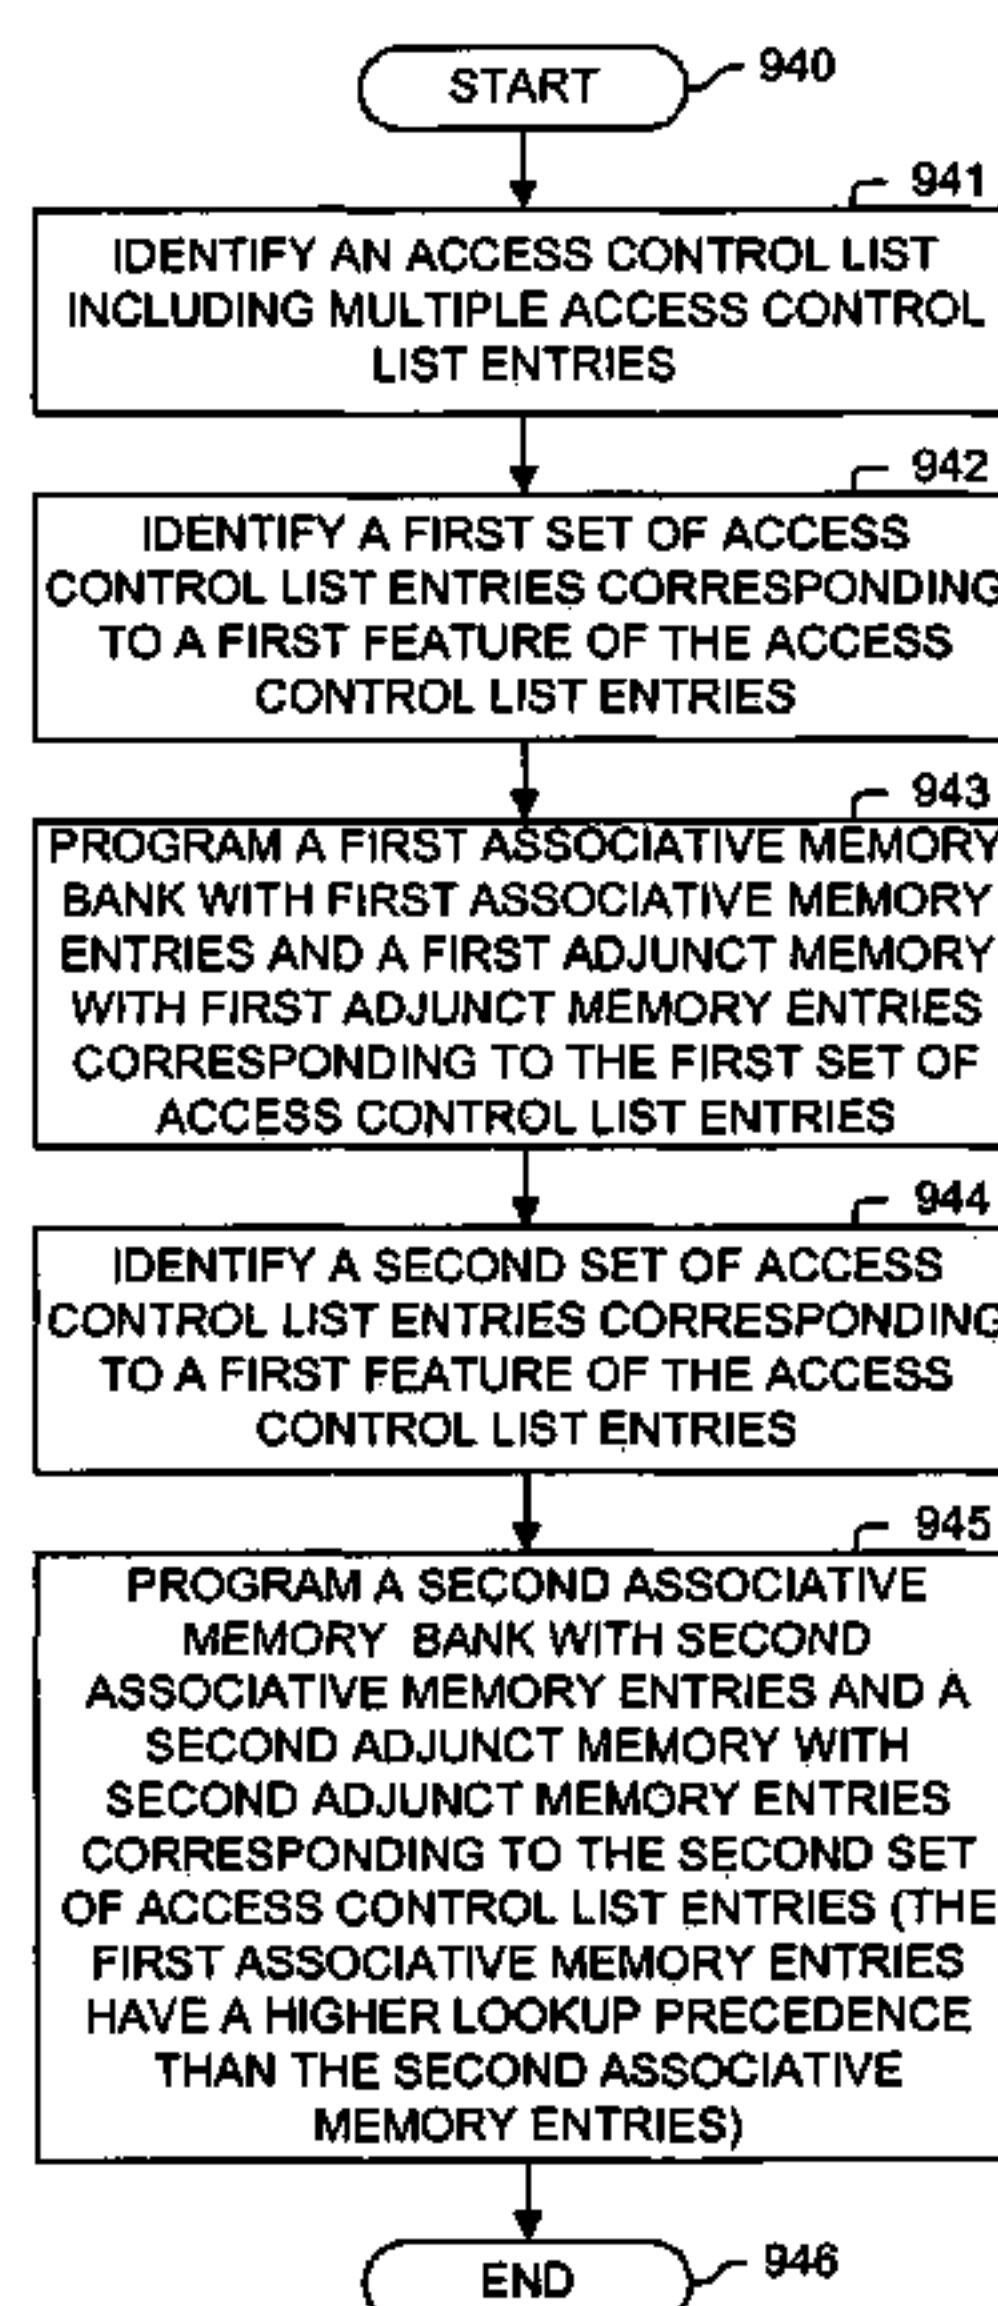 START
940
941
IDENTIFY AN ACCESS CONTROL LIST
INCLUDING MULTIPLE ACCESS CONTROL
LIST ENTRIES
942
IDENTIFY A FIRST SET OF ACCESS
CONTROL LIST ENTRIES CORRESPONDING
TO A FIRST FEATURE OF THE ACCESS
CONTROL LIST ENTRIES
943
PROGRAM A FIRST ASSOCIATIVE MEMORY
BANK WITH FIRST ASSOCIATIVE MEMORY
ENTRIES AND A FIRST ADJUNCT MEMORY
WITH FIRST ADJUNCT MEMORY ENTRIES
CORRESPONDING TO THE FIRST SET OF
ACCESS CONTROL LIST ENTRIES
944
IDENTIFY A SECOND SET OF ACCESS
CONTROL LIST ENTRIES CORRESPONDING
TO A FIRST FEATURE OF THE ACCESS
CONTROL LIST ENTRIES
945
PROGRAM A SECOND ASSOCIATIVE
MEMORY BANK WITH SECOND
ASSOCIATIVE MEMORY ENTRIES AND A
SECOND ADJUNCT MEMORY WITH
SECOND ADJUNCT MEMORY ENTRIES
CORRESPONDING TO THE SECOND SET
OF ACCESS CONTROL LIST ENTRIES (THE
FIRST ASSOCIATIVE MEMORY ENTRIES
HAVE A HIGHER LOOKUP PRECEDENCE
THAN THE SECOND ASSOCIATIVE
MEMORY ENTRIES)
END
946